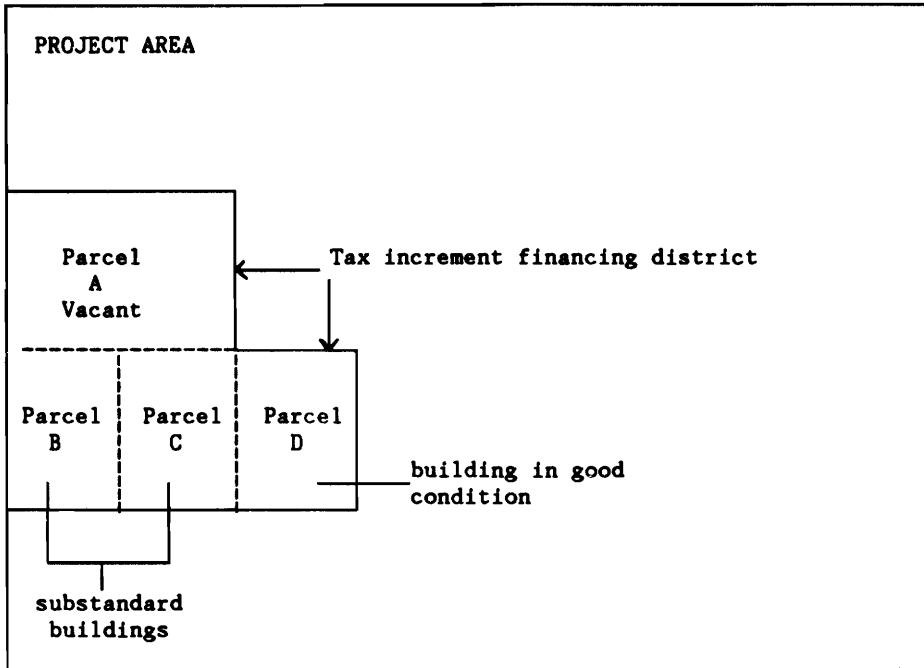 PROJECT AREA
Parcel
A
Vacant
Tax increment financing district
Parcel
B
Parcel
C
Parcel
D
building in good
condition
substandard
buildings